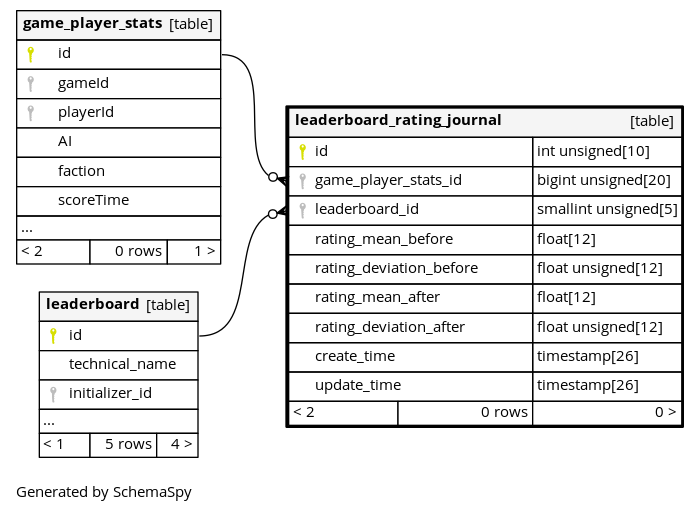 game_player_stats [table]
id
gameId
playerId
AI
faction
scoreTime
...
< 2 0 rows 1 >
leaderboard [table]
id
technical_name
initializer_id
...
< 1 5 rows 4 >
leaderboard_rating_journal [table]
id int unsigned[10]
game_player_stats_id bigint unsigned[20]
leaderboard_id smallint unsigned[5]
rating_mean_before float[12]
rating_deviation_before float unsigned[12]
rating_mean_after float[12]
rating_deviation_after float unsigned[12]
create_time timestamp[26]
update_time timestamp[26]
< 2 0 rows 0 >
Generated by SchemaSpy